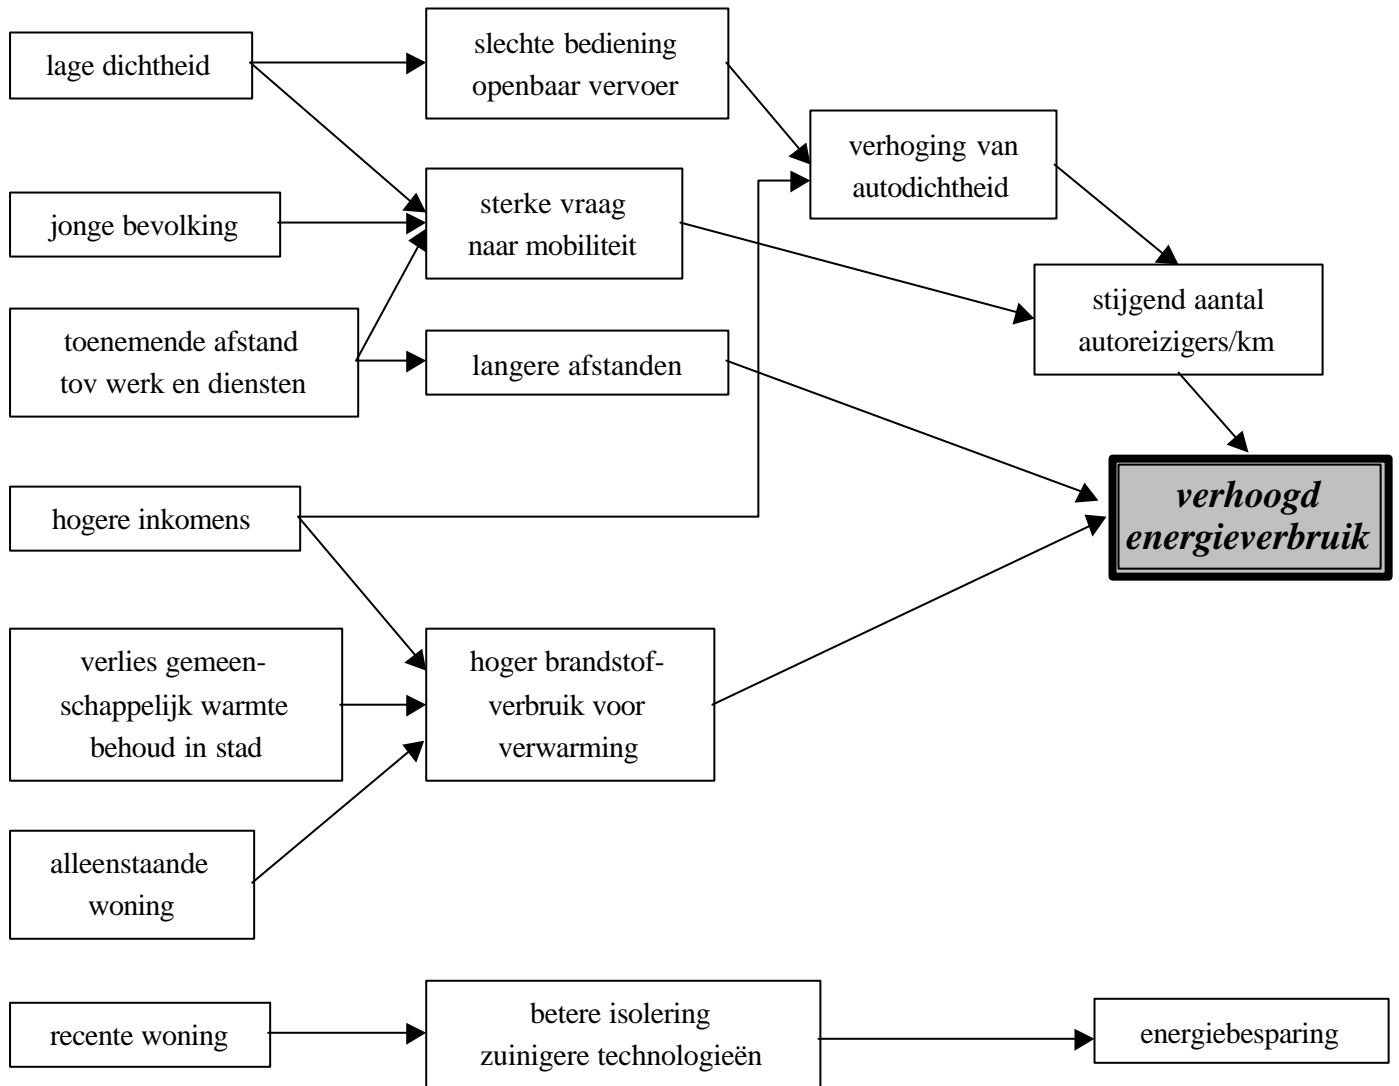 lage dichtheid
slechte bediening
openbaar vervoer
verhoging van
autodichtheid
jonge bevolking
sterke vraag
naar mobiliteit
stijgend aantal
autoreizigers/km
toenemende afstand
tov werk en diensten
langere afstanden
hogere inkomens
verhoogd
energieverbruik
verlies gemeen-
schappelijk warmte
behoud in stad
hoger brandstof-
verbruik voor
verwarming
alleenstaande
woning
recente woning
betere isolering
zuinigere technologieën
energiebesparing